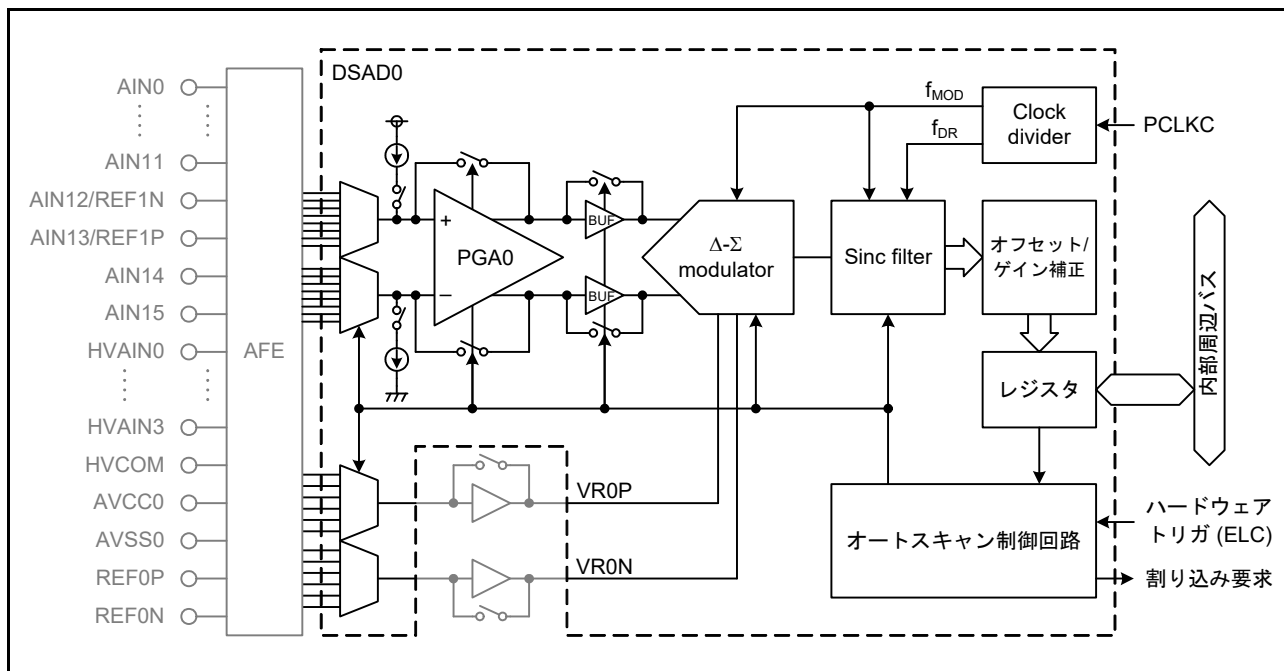 DSAD0
AIN0
AIN11
AIN12/REF1N
AIN13/REF1P
AIN14
AIN15
HVAIN0
HVAIN3
HVCOM
AVCC0
AVSS0
REF0P
REF0N
AFE
+
PGA0
−
BUF
BUF
Δ-Σ
modulator
Sinc filter
fMOD
fDR
Clock
divider
PCLKC
オフセット/
ゲイン補正
レジスタ
内部周辺バス
VR0P
VR0N
オートスキャン制御回路
ハードウェア
トリガ (ELC)
割り込み要求